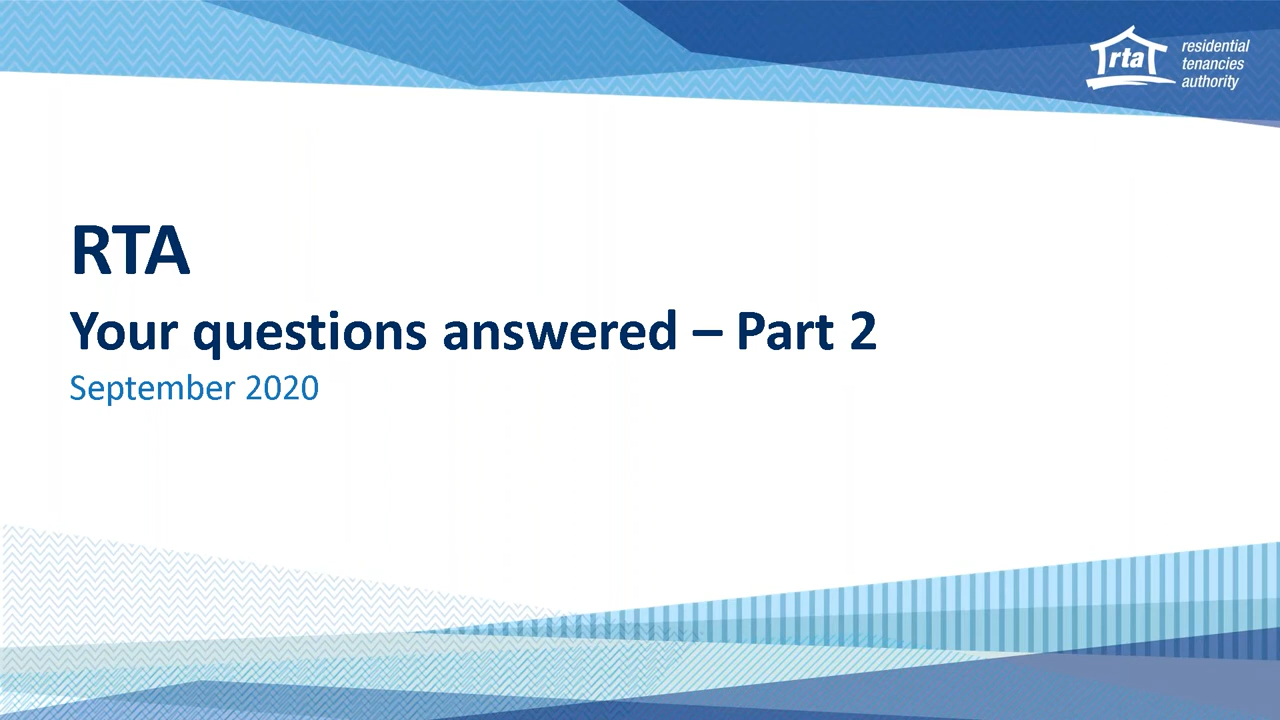 rta
residential
tenancies
authority
RTA
Your questions answered – Part 2
September 2020